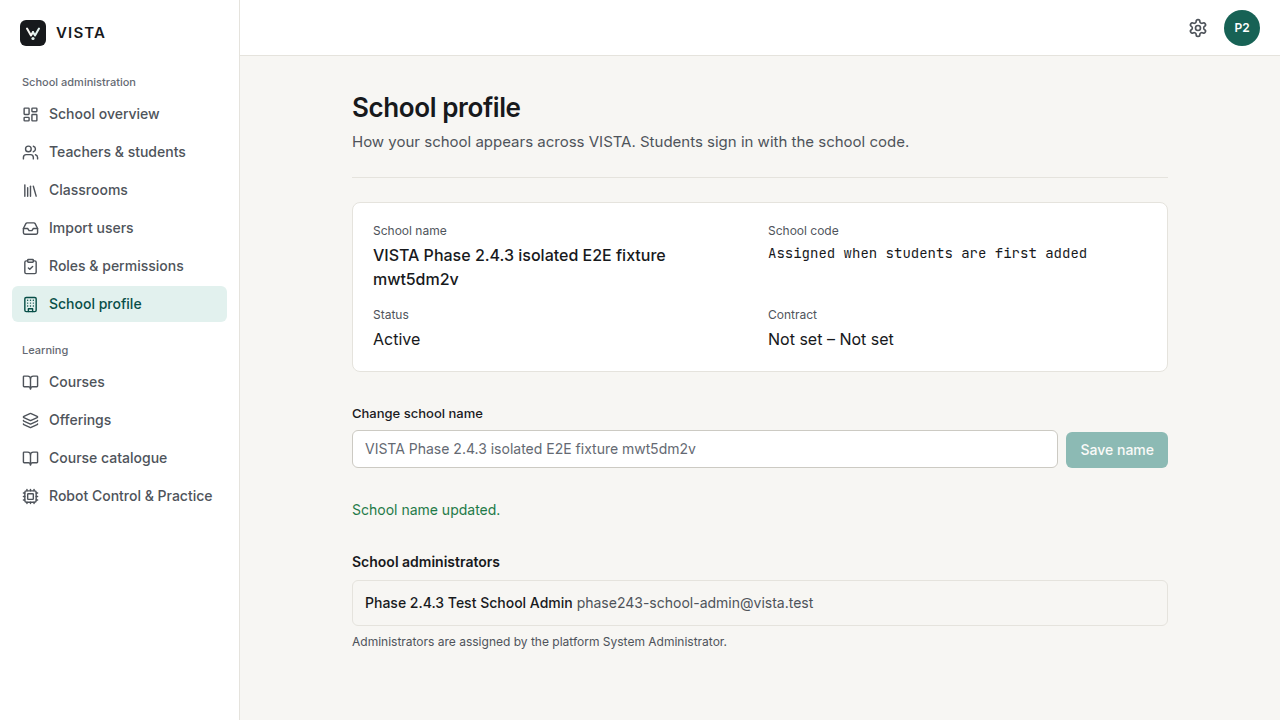 VISTA
P2
School administration
School overview
Teachers & students
Classrooms
Import users
Roles & permissions
School profile
Learning
Courses
Offerings
Course catalogue
Robot Control & Practice
School profile
How your school appears across VISTA. Students sign in with the school code.
School name
VISTA Phase 2.4.3 isolated E2E fixture
mwt5dm2v
School code
Assigned when students are first added
Status
Active
Contract
Not set – Not set
Change school name
VISTA Phase 2.4.3 isolated E2E fixture mwt5dm2v
Save name
School name updated.
School administrators
Phase 2.4.3 Test School Admin phase243-school-admin@vista.test
Administrators are assigned by the platform System Administrator.